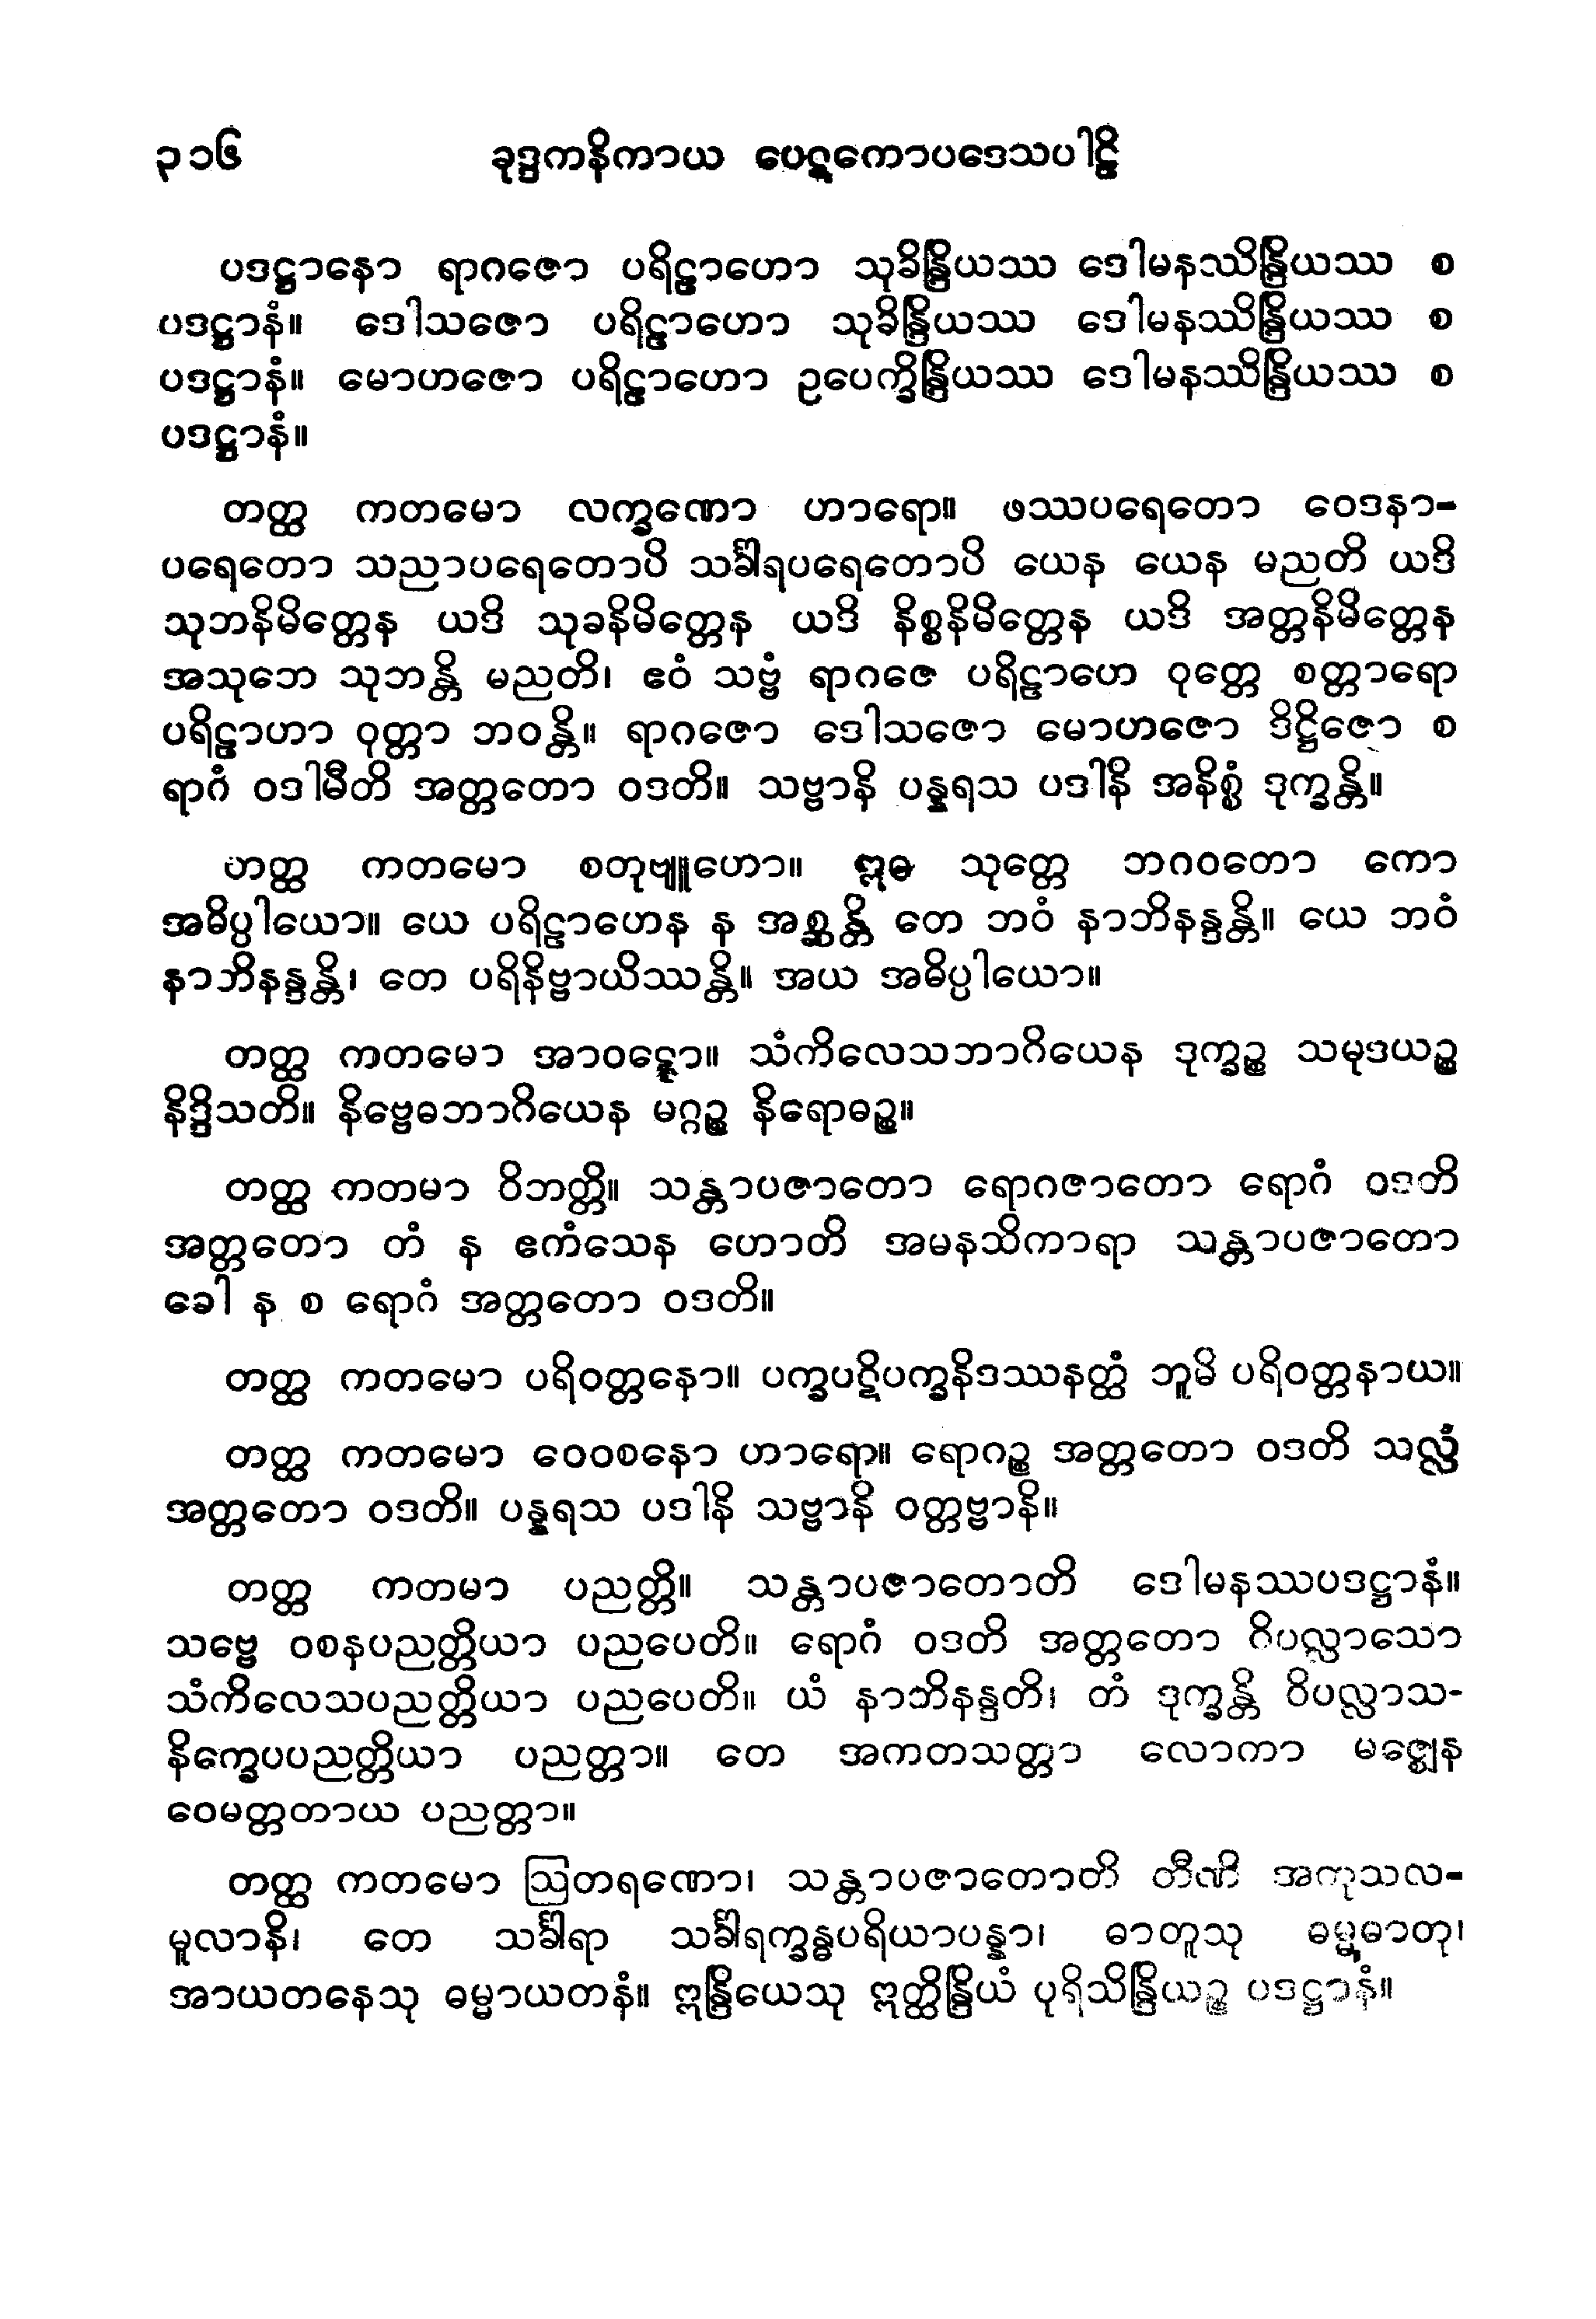 ၃၁၆ ခုဒ္ဒကနိကာယ ပေဋကောပဒေသပါဠိ
ပဒဋ္ဌာနော ရာဂဇော ပရိဠာဟော သုခိန္ဒြိယဿ ဒေါမနဿိန္ဒြိယဿ စ
ပဒဋ္ဌာနံ။ ဒေါသဇော ပရိဠာဟော သုခိန္ဒြိယဿ ဒေါမနဿိန္ဒြိယဿ စ
ပဒဋ္ဌာနံ။ မောဟဇော ပရိဠာဟော ဥပေက္ခိန္ဒြိယဿ ဒေါမနဿိန္ဒြိယဿ စ
ပဒဋ္ဌာနံ။
တတ္ထ ကတမော လက္ခဏော ဟာရော။ ဖဿပရေတော ဝေဒနာ-
ပရေတော သညာပရေတောပိ သင်္ခါရပရေတောပိ ယေန ယေန မညတိ ယဒိ
သုဘနိမိတ္တေန ယဒိ သုခနိမိတ္တေန ယဒိ နိစ္စနိမိတ္တေန ယဒိ အတ္တနိမိတ္တေန
အသုဘေ သုဘန္တိ မညတိ၊ ဧဝံ သဗ္ဗံ ရာဂဇေ ပရိဠာဟေ ဝုတ္တေ စတ္တာရော
ပရိဠာဟာ ဝုတ္တာ ဘဝန္တိ။ ရာဂဇော ဒေါသဇော မောဟဇော ဒိဋ္ဌိဇော စ
ရာဂံ ဝဒါမီတိ အတ္တတော ဝဒတိ။ သဗ္ဗာနိ ပန္နရသ ပဒါနိ အနိစ္စံ ဒုက္ခန္တိ။
တတ္ထ ကတမော စတုဗျူဟော။ ဣဓ သုတ္တေ ဘဂဝတော ကော
အဓိပ္ပါယော။ ယေ ပရိဠာဟေန န အစ္ဆန္တိ တေ ဘဝံ နာဘိနန္ဒန္တိ။ ယေ ဘဝံ
နာဘိနန္ဒန္တိ၊ တေ ပရိနိဗ္ဗာယိဿန္တိ။ အယ အဓိပ္ပါယော။
တတ္ထ ကတမော အာဝဋ္ဋော။ သံကိလေသဘာဂိယေန ဒုက္ခဉ္စ သမုဒယဉ္စ
နိဒ္ဒိသတိ။ နိဗ္ဗေဓဘာဂိယေန မဂ္ဂဉ္စ နိရောဓဉ္စ။
တတ္ထ ကတမာ ဝိဘတ္တိ။ သန္တာပဇာတော ရောဂဇာတော ရောဂံ ဝဒတိ
အတ္တတော တံ န ဧကံသေန ဟောတိ အမနသိကာရာ သန္တာပဇာတော
ခေါ န စ ရောဂံ အတ္တတော ဝဒတိ။
တတ္ထ ကတမော ပရိဝတ္တနော။ ပက္ခပဋိပက္ခနိဒဿနတ္ထံ ဘူမိ ပရိဝတ္တနာယ။
တတ္ထ ကတမော ဝေဝစနော ဟာရော။ ရောဂဉ္စ အတ္တတော ဝဒတိ သလ္လံ
အတ္တတော ဝဒတိ။ ပန္နရသ ပဒါနိ သဗ္ဗာနိ ဝတ္တဗ္ဗာနိ။
တတ္ထ ကတမာ ပညတ္တိ။ သန္တာပဇာတောတိ ဒေါမနဿပဒဋ္ဌာနံ။
သဗ္ဗေ ဝစနပညတ္တိယာ ပညပေတိ။ ရောဂံ ဝဒတိ အတ္တတော ဝိပလ္လာသော
သံကိလေသပညတ္တိယာ ပညပေတိ။ ယံ နာဘိနန္ဒတိ၊ တံ ဒုက္ခန္တိ ဝိပလ္လာသ-
နိက္ခေပပညတ္တိယာ ပညတ္တာ။ တေ အကတသတ္တာ လောကာ မဇ္ဈေန
ဝေမတ္တတာယ ပညတ္တာ။
တတ္ထ ကတမော ဩတရဏော၊ သန္တာပဇာတောတိ တီဏိ အကုသလ-
မူလာနိ၊ တေ သင်္ခါရာ သင်္ခါရက္ခန္ဓပရိယာပန္နာ၊ ဓာတူသု ဓမ္မဓာတု၊
အာယတနေသု ဓမ္မာယတနံ။ ဣန္ဒြိယေသု ဣတ္ထိန္ဒြိယံ ပုရိသိန္ဒြိယဉ္စ ပဒဋ္ဌာနံ။